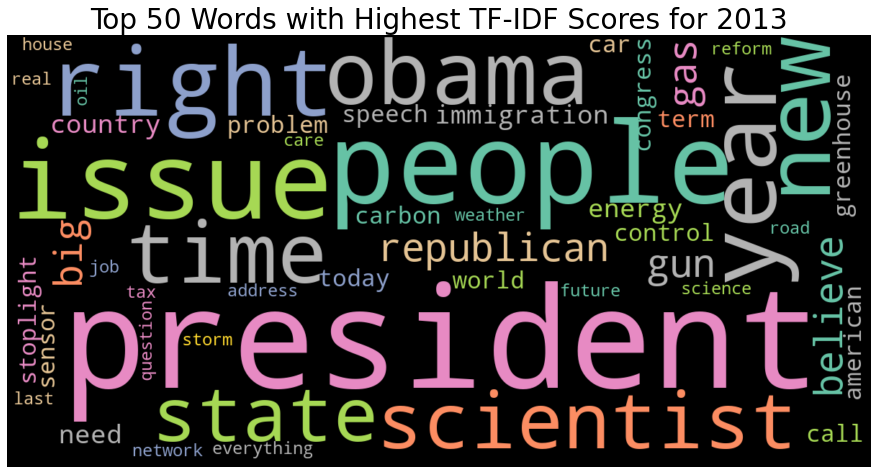 Top 50 Words with Highest TF-IDF Scores for 2013
house
real
oil
right
obama
car
congress
gas
reform
year
new
greenhouse
country
problem
speech
immigration
term
care
issue
people
carbon
weather
energy
control
road
big
time
republican
gun
believe
job
today
world
science
stoplight
sensor
tax
question
address
future
american
storm
president
last
state
scientist
need
network
everything
call